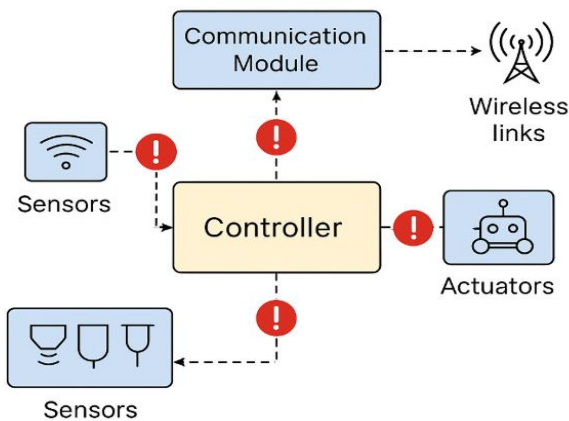 Communication
Module
Wireless
links
Sensors
Controller
Actuators
Sensors